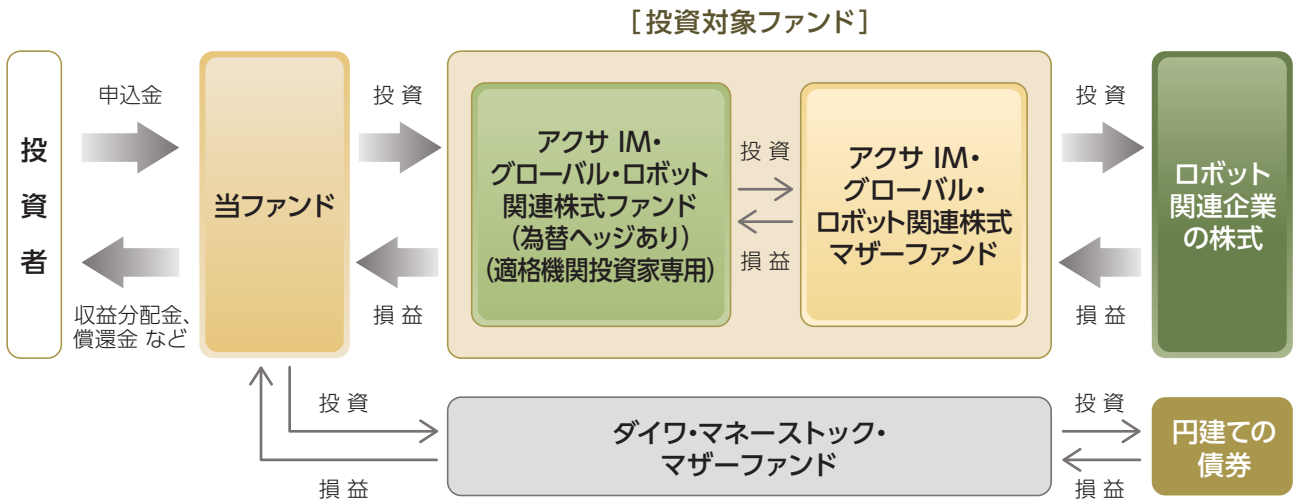 [投資対象ファンド]
投
資
者
申込金
収益分配金、
償還金 など
当ファンド
投 資
損 益
アクサ IM・
グローバル・ロボット
関連株式ファンド
(為替ヘッジあり)
(適格機関投資家専用)
投 資
損 益
アクサ IM・
グローバル・
ロボット関連株式
マザーファンド
投 資
損 益
ロボット
関連企業
の株式
投 資
損 益
ダイワ・マネーストック・
マザーファンド
投 資
損 益
円建ての
債券